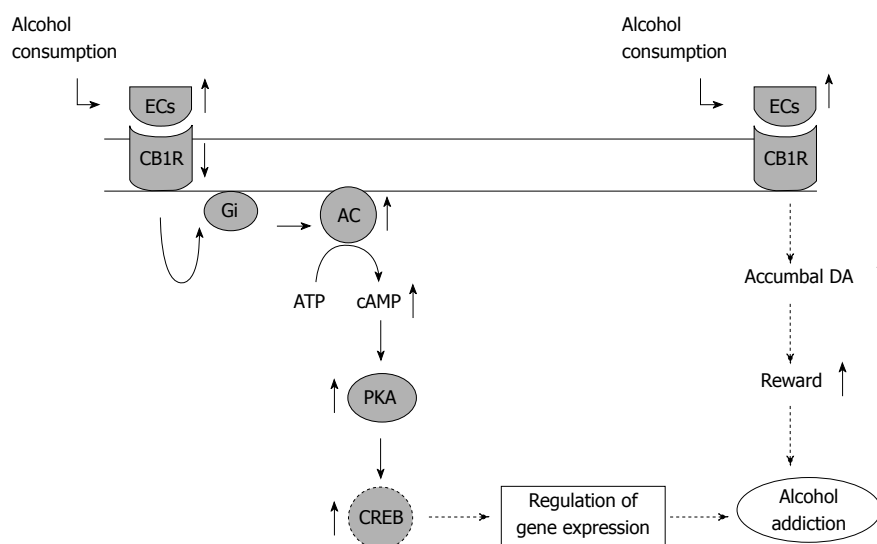 Alcohol
consumption
ECs
CB1R
Gi
AC
ATP
cAMP
PKA
CREB
Regulation of
gene expression
Alcohol
consumption
ECs
CB1R
Accumbal DA
Reward
Alcohol
addiction